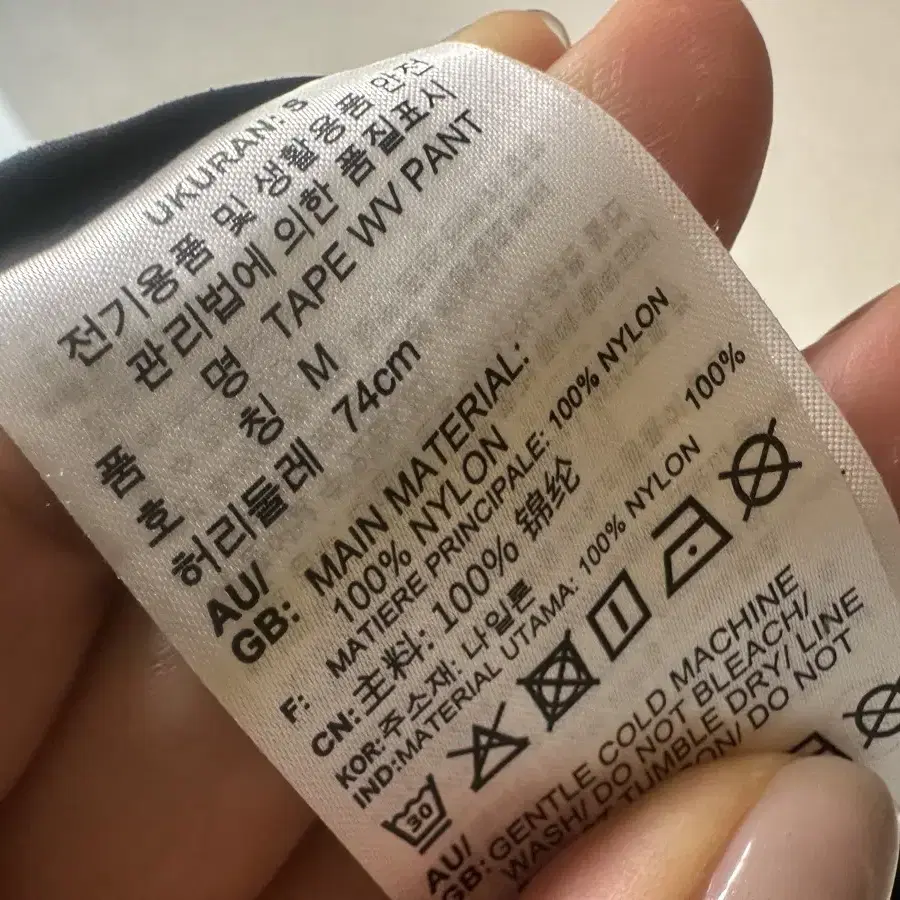 UKURAN: S
전기용품 및 생활용품 안전
관리법에 의한 품질표시
품 명 TAPE WV PANT
호 칭 M
허리둘레 74cm
AU/
GB: MAIN MATERIAL:
100% NYLON
F: MATIERE PRINCIPALE: 100% NYLON
CN: 主料: 100% 锦纶
KOR: 주소재: 나일론 100%
IND: MATERIAL UTAMA: 100% NYLON
30
AU/
GB: GENTLE COLD MACHINE
WASH/ DO NOT BLEACH/
TUMBLE DRY/ LINE
DO NOT